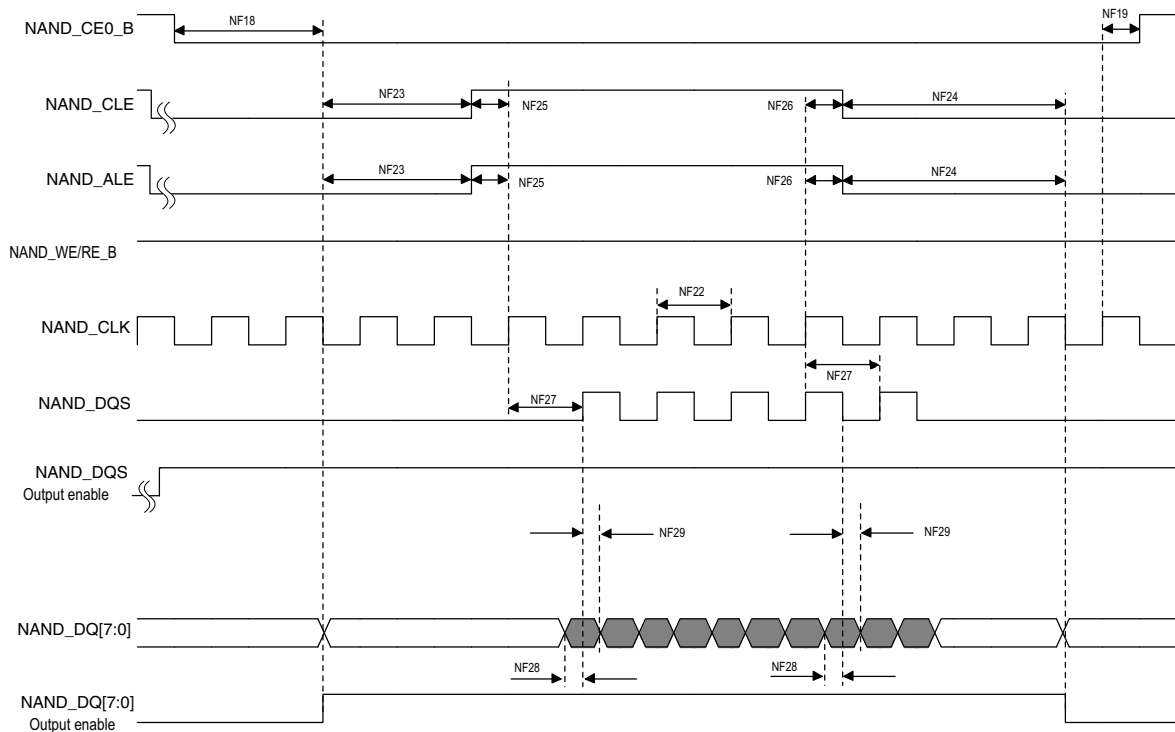 NAND_CE0_B
NF18
NF19
NAND_CLE
NF23
NF25
NF26
NF24
NAND_ALE
NF23
NF25
NF26
NF24
NAND_WE/RE_B
NF22
NAND_CLK
NF27
NAND_DQS
NF27
NAND_DQS
Output enable
NF29
NF29
NAND_DQ[7:0]
NF28
NF28
NAND_DQ[7:0]
Output enable